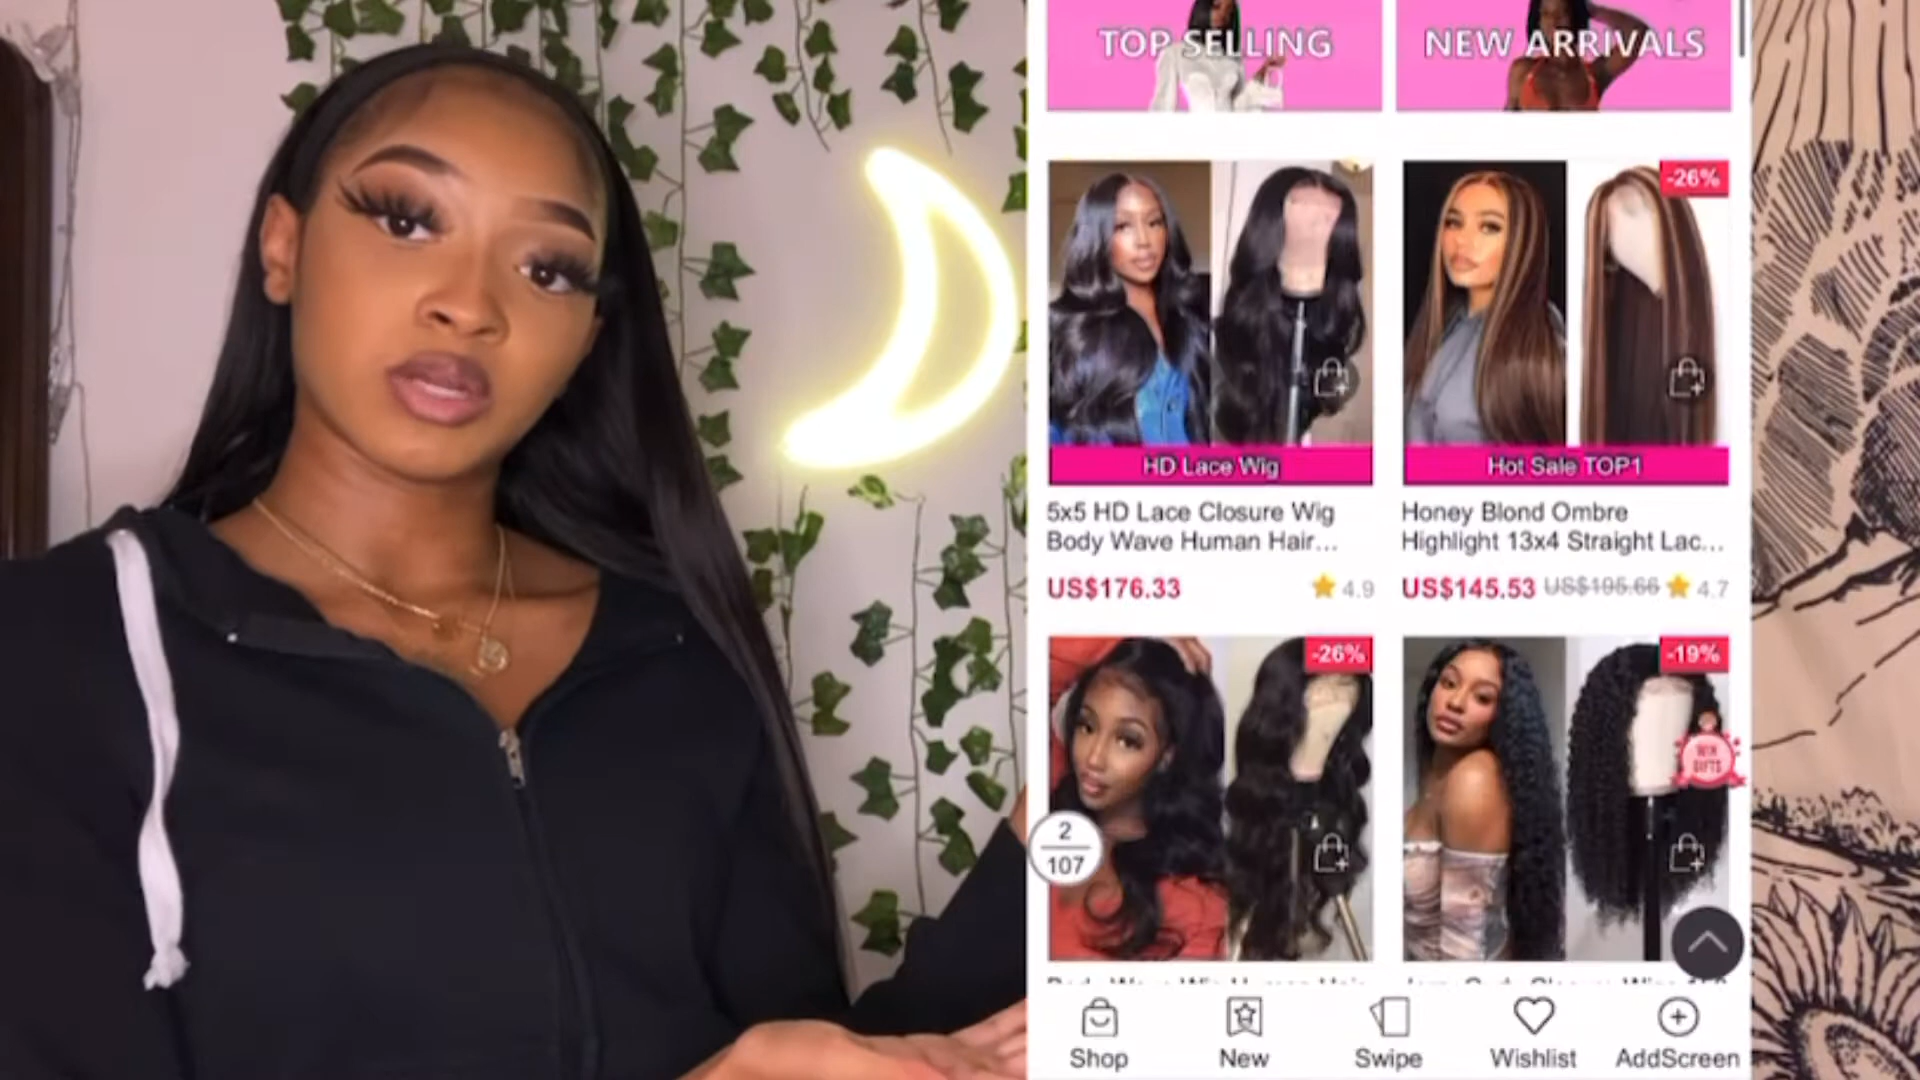 TOP SELLING
NEW ARRIVALS
-26%
HD Lace Wig
Hot Sale TOP1
5x5 HD Lace Closure Wig
Body Wave Human Hair...
Honey Blond Ombre
Highlight 13x4 Straight Lac...
US$176.33
4.9
US$145.53 US$195.66
4.7
-26%
-19%
WIN
GIFTS
2
107
Shop
New
Swipe
Wishlist
AddScreen